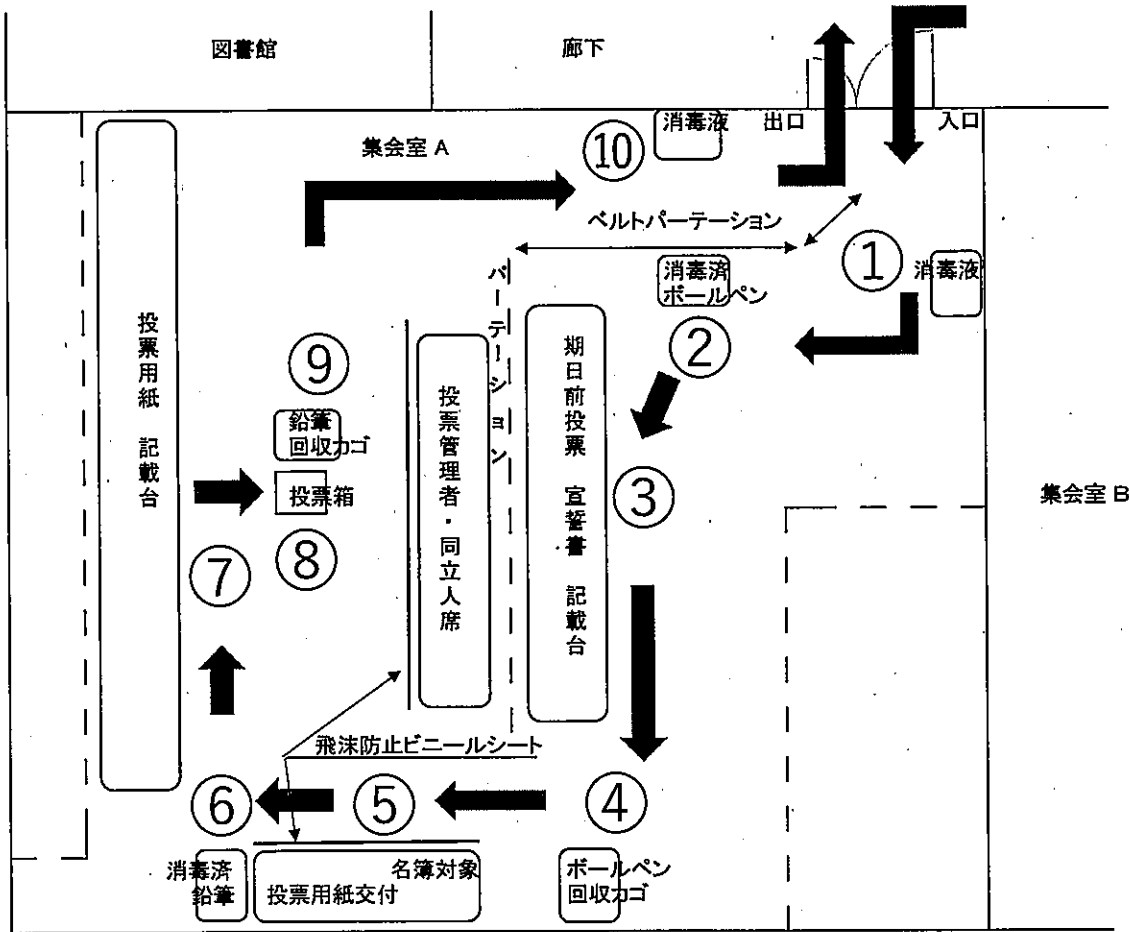 図書館
廊下
集会室 A
⑩
消毒液
出口
入口
ベルトパーテーション
①
消毒液
消毒済
ボールペン
②
パーテーション
期日前投票 宣誓書 記載台
③
投票管理者・同立人席
投票用紙 記載台
⑨
鉛筆
回収カゴ
投票箱
⑧
⑦
集会室 B
飛沫防止ビニールシート
⑥
⑤
④
消毒済
鉛筆
名簿対象
投票用紙交付
ボールペン
回収カゴ